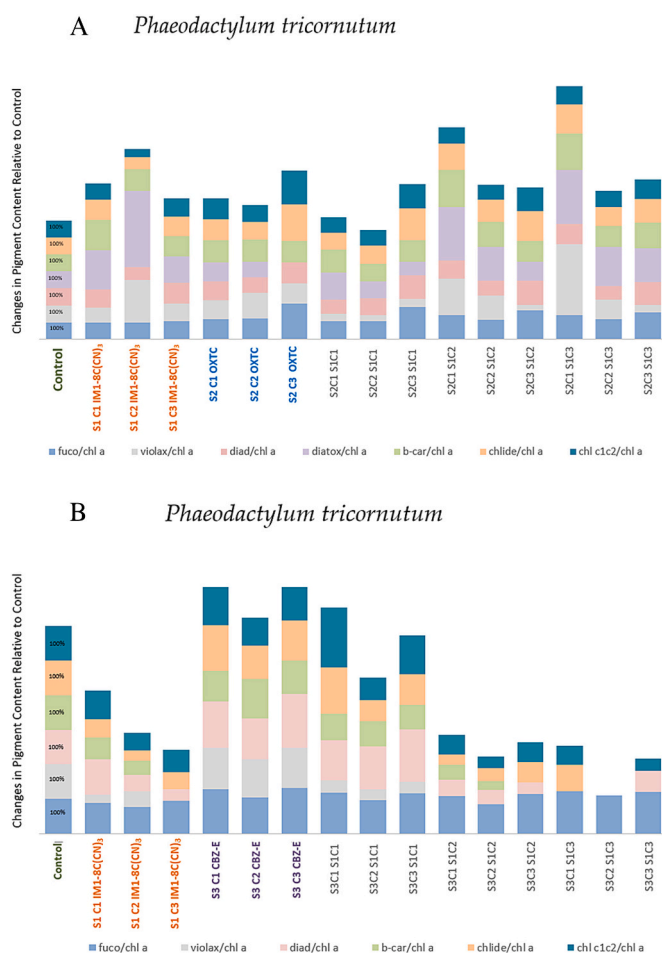 A Phaeodactylum tricornutum
Changes in Pigment Content Relative to Control
100%
100%
100%
100%
100%
100%
100%
Control
S1 C1 IM1-8C(CN)₃
S1 C2 IM1-8C(CN)₃
S1 C3 IM1-8C(CN)₃
S2 C1 OXTC
S2 C2 OXTC
S2 C3 OXTC
S2C1 S1C1
S2C2 S1C1
S2C3 S1C1
S2C1 S1C2
S2C2 S1C2
S2C3 S1C2
S2C1 S1C3
S2C2 S1C3
S2C3 S1C3
fuco/chl a violax/chl a diad/chl a diatox/chl a b-car/chl a chlide/chl a chl c1c2/chl a
B Phaeodactylum tricornutum
Changes in Pigment Content Relative to Control
100%
100%
100%
100%
100%
100%
Control
S1 C1 IM1-8C(CN)₃
S1 C2 IM1-8C(CN)₃
S1 C3 IM1-8C(CN)₃
S3 C1 CBZ-E
S3 C2 CBZ-E
S3 C3 CBZ-E
S3C1 S1C1
S3C2 S1C1
S3C3 S1C1
S3C1 S1C2
S3C2 S1C2
S3C3 S1C2
S3C1 S1C3
S3C2 S1C3
S3C3 S1C3
fuco/chl a violax/chl a diad/chl a b-car/chl a chlide/chl a chl c1c2/chl a